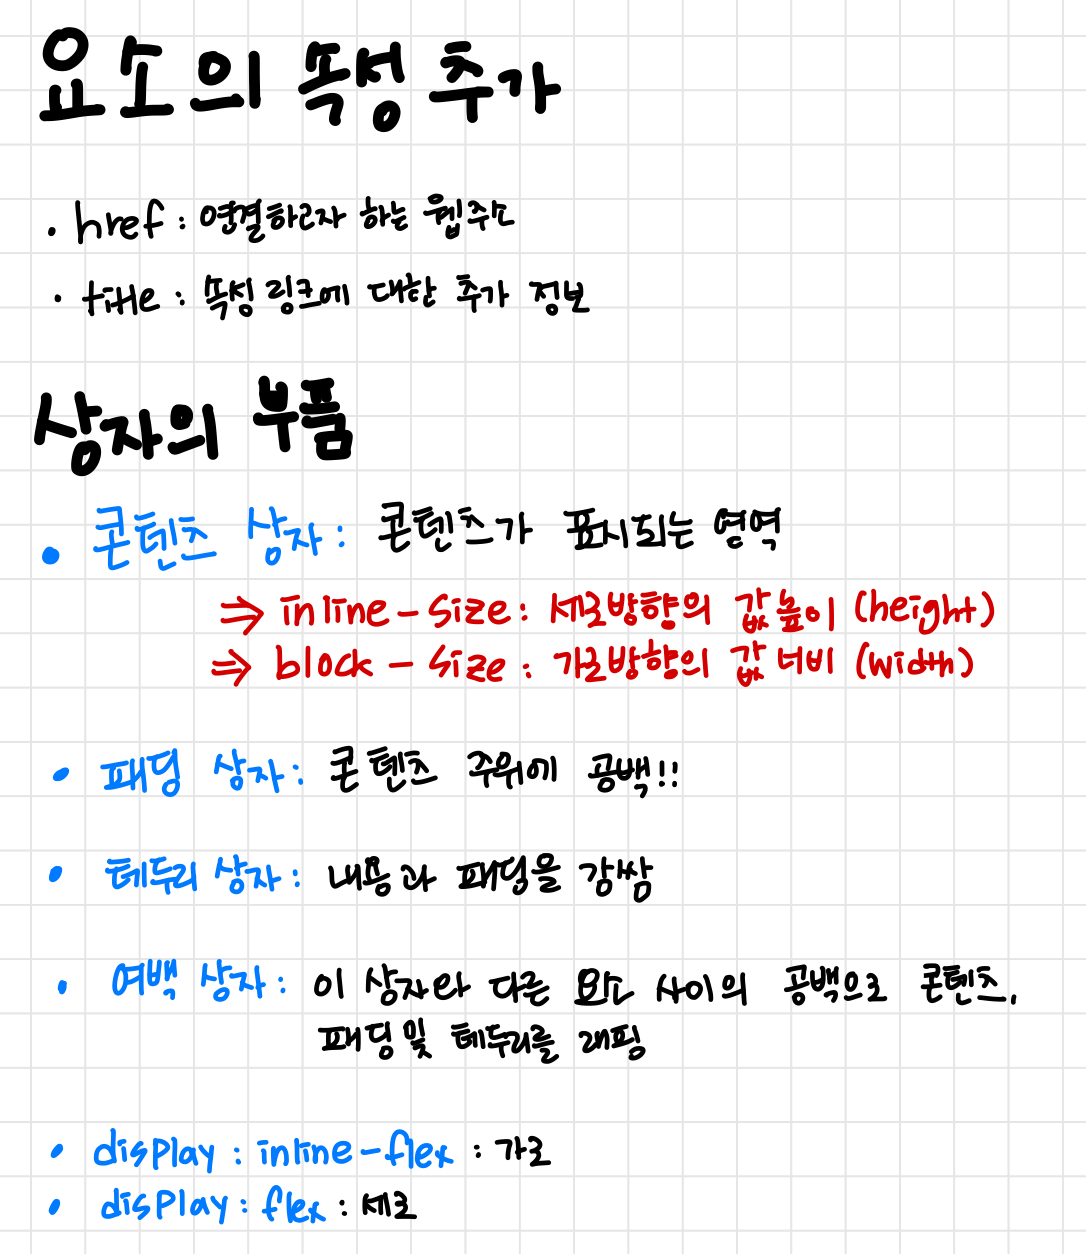 요소의 속성 추가
• href : 연결하려는 웹주소
• title : 속성 링크에 대한 추가 정보
상자의 부품
• 콘텐츠 상자 : 콘텐츠가 표시되는 영역
⇒ inline-size : 세로방향의 값 높이 (height)
⇒ block - size : 가로방향의 값 너비 (width)
• 패딩 상자 : 콘텐츠 주위에 공백!!
• 테두리 상자 : 내용과 패딩을 감쌈
• 여백 상자 : 이 상자와 다른 요소 사이의 공백으로 콘텐츠,
패딩 및 테두리를 래핑
• display : inline-flex : 가로
• display : flex : 세로